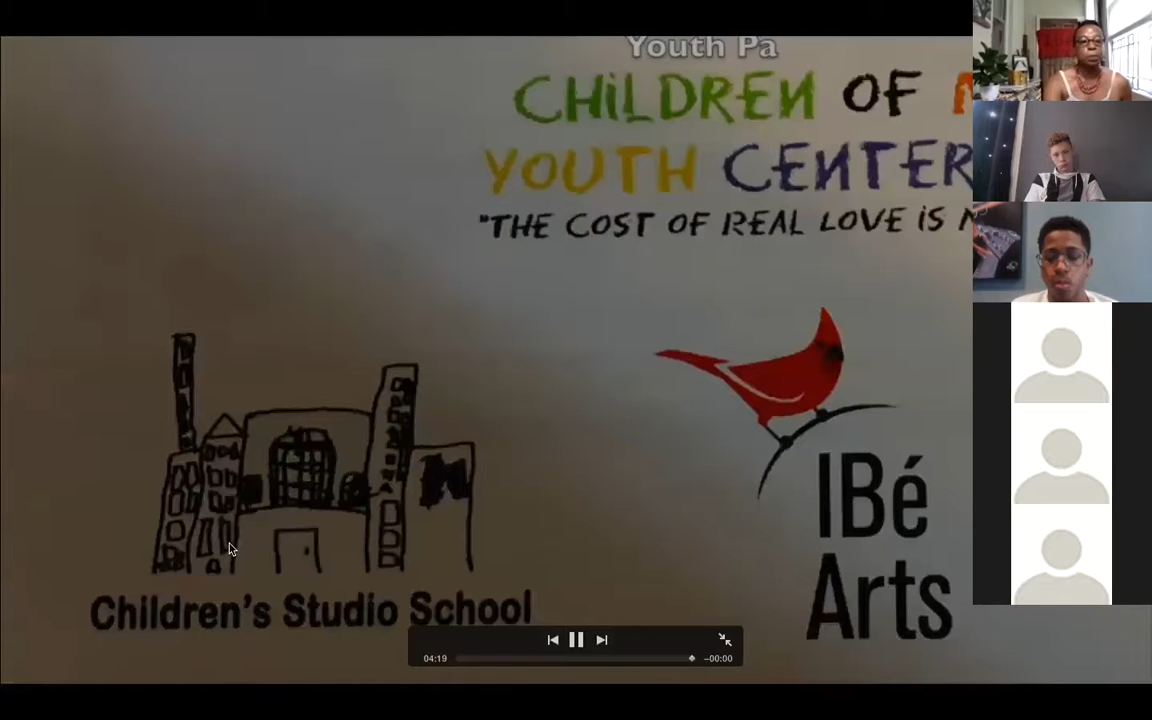 Youth Pa
CHiLDREN OF
YOUTH CENTER
"THE COST OF REAL LOVE iS
Children's Studio School
IBé
Arts
04:19
–00:00